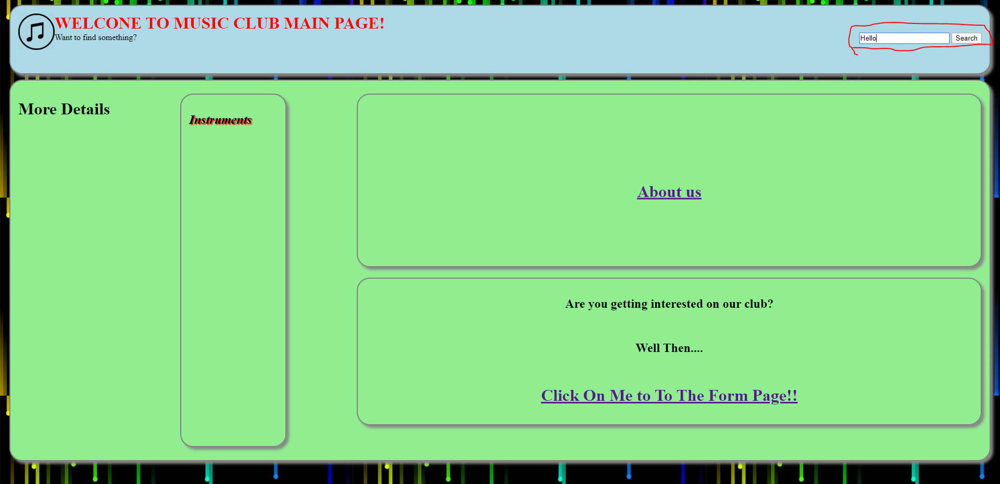 WELCONE TO MUSIC CLUB MAIN PAGE!
Want to find something?
Hello
Search
More Details
Instruments
About us
Are you getting interested on our club?
Well Then....
Click On Me to To The Form Page!!